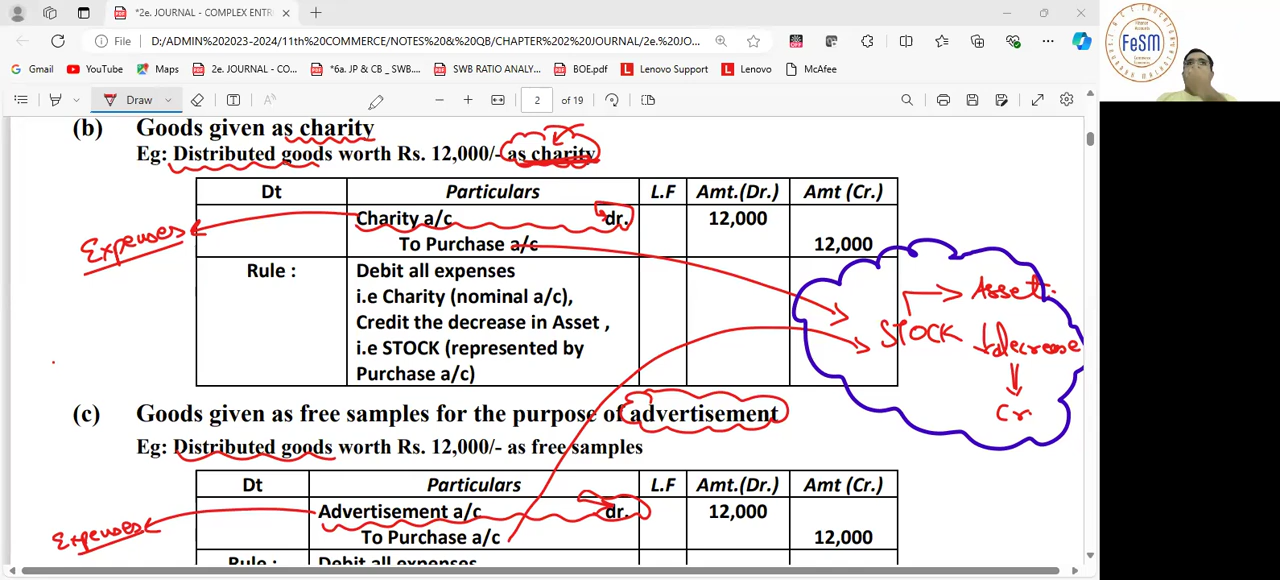 *2e. JOURNAL - COMPLEX ENTR
File
D:/ADMIN%202023-2024/11th%20COMMERCE/NOTES%20...QB/CHAPTER%202%20JOURNAL/2e.%20JO...
Gmail YouTube Maps 2e. JOURNAL - CO... *6a. JP & CB _ SWB.... SWB RATIO ANALY... BOE.pdf Lenovo Support Lenovo McAfee
Draw 2 of 19
FeSM
(b) Goods given as charity
Eg: Distributed goods worth Rs. 12,000/- as charity
Dt Particulars L.F Amt.(Dr.) Amt (Cr.)
Charity a/c dr. 12,000
To Purchase a/c 12,000
Expenses
Rule : Debit all expenses
i.e Charity (nominal a/c),
Credit the decrease in Asset ,
i.e STOCK (represented by
Purchase a/c)
Asset.
STOCK decrease
Cr
(c) Goods given as free samples for the purpose of advertisement
Eg: Distributed goods worth Rs. 12,000/- as free samples
Dt Particulars L.F Amt.(Dr.) Amt (Cr.)
Advertisement a/c dr. 12,000
To Purchase a/c 12,000
Expenses
Rule : Debit all expenses